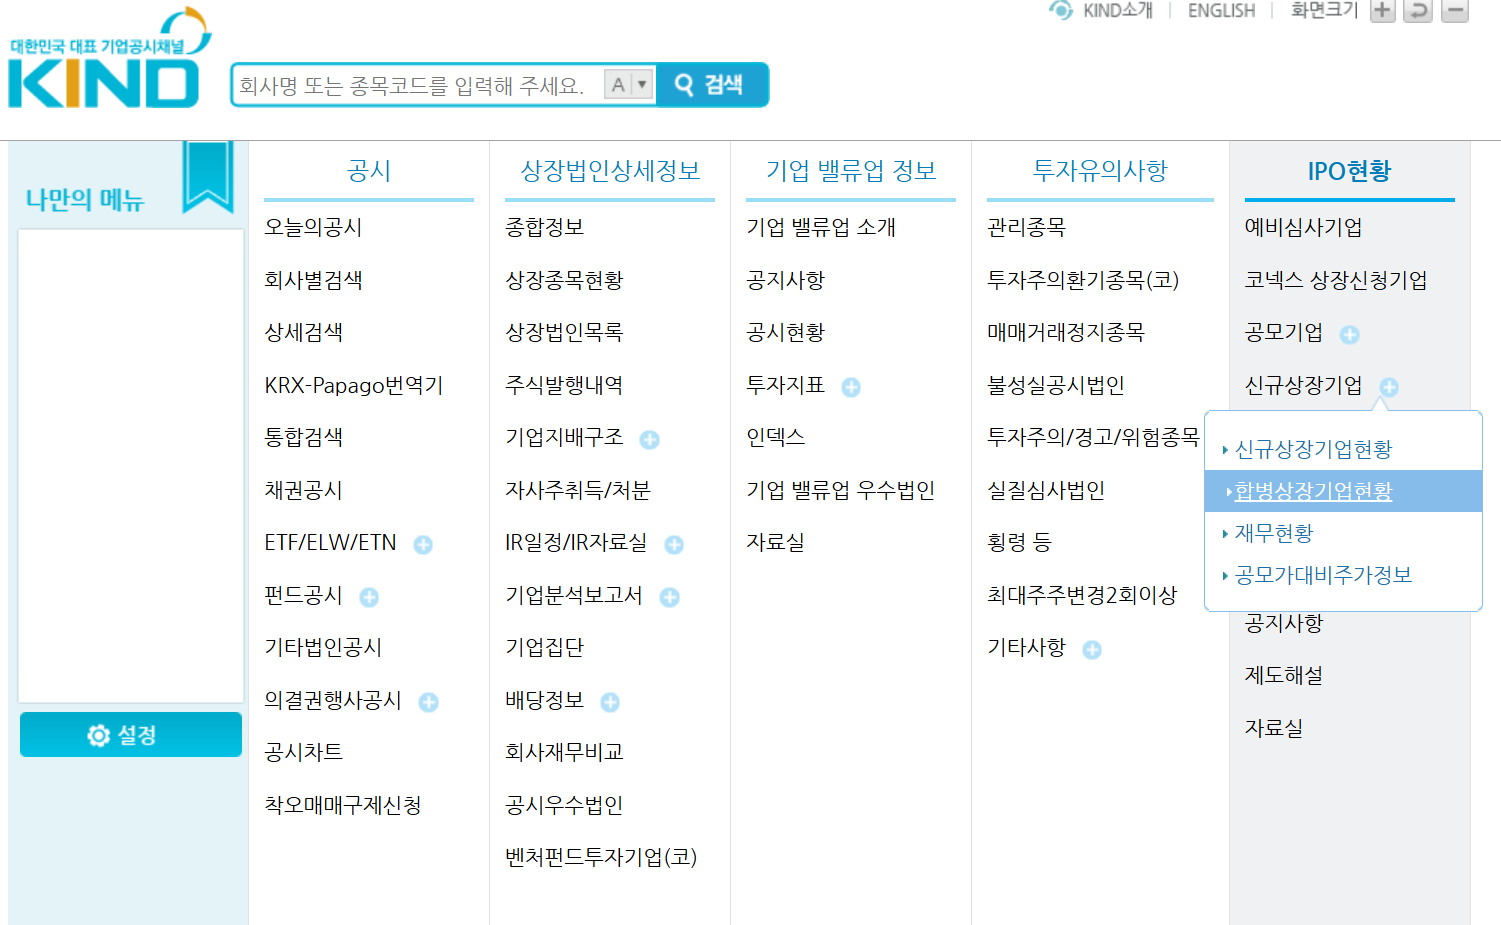 KIND소개
ENGLISH
화면크기
대한민국 대표 기업공시채널
KIND
회사명 또는 종목코드를 입력해 주세요.
A
검색
나만의 메뉴
설정
공시
오늘의공시
회사별검색
상세검색
KRX-Papago번역기
통합검색
채권공시
ETF/ELW/ETN
펀드공시
기타법인공시
의결권행사공시
공시차트
착오매매구제신청
상장법인상세정보
종합정보
상장종목현황
상장법인목록
주식발행내역
기업지배구조
자사주취득/처분
IR일정/IR자료실
기업분석보고서
기업집단
배당정보
회사재무비교
공시우수법인
벤처펀드투자기업(코)
기업 밸류업 정보
기업 밸류업 소개
공지사항
공시현황
투자지표
인덱스
기업 밸류업 우수법인
자료실
투자유의사항
관리종목
투자주의환기종목(코)
매매거래정지종목
불성실공시법인
투자주의/경고/위험종목
실질심사법인
횡령 등
최대주주변경2회이상
기타사항
IPO현황
예비심사기업
코넥스 상장신청기업
공모기업
신규상장기업
신규상장기업현황
합병상장기업현황
재무현황
공모가대비주가정보
공지사항
제도해설
자료실